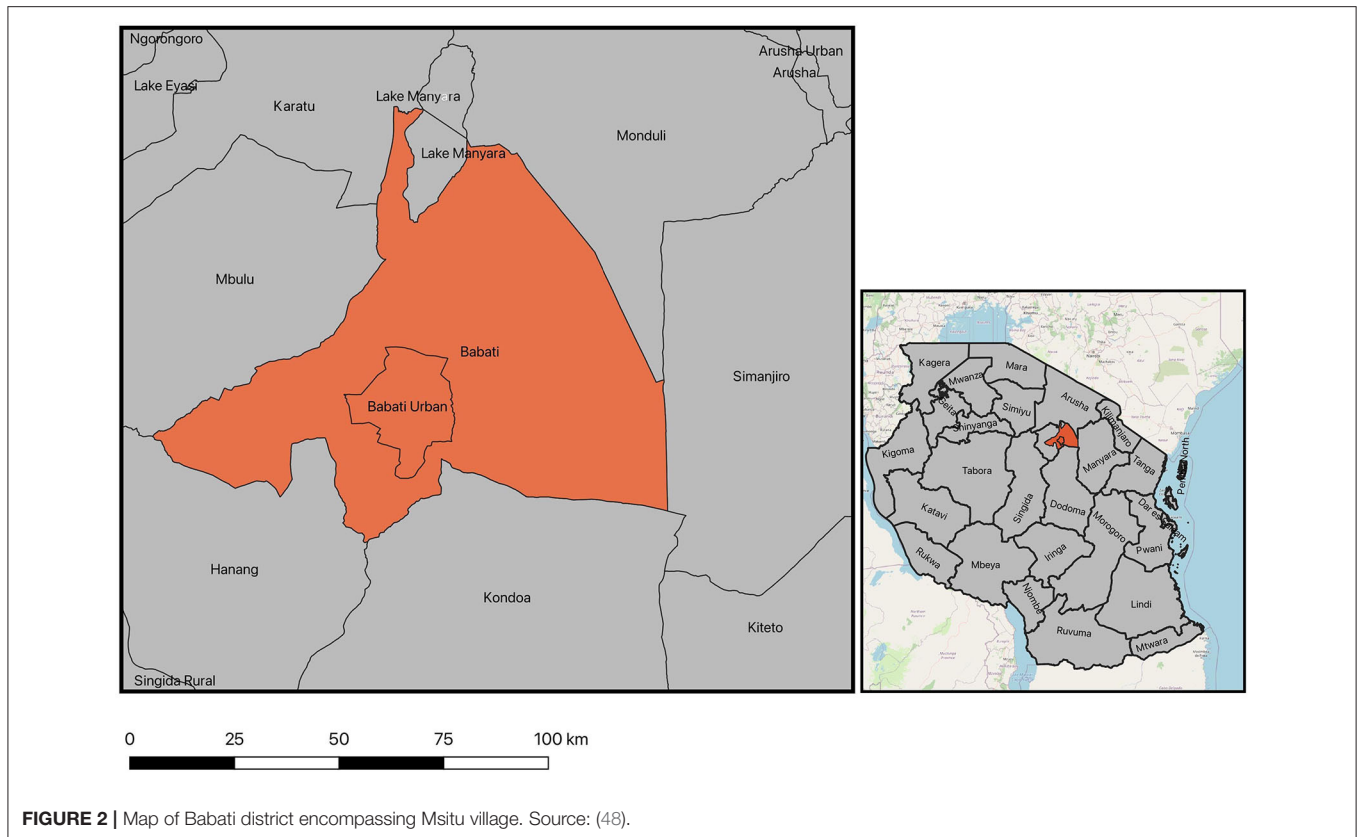 Ngorongoro
Arusha Urban
Lake Eyasi
Arusha
Karatu
Lake Manyara
Monduli
Lake Manyara
Mbulu
Babati
Simanjiro
Babati Urban
Hanang
Kondoa
Kiteto
Singida Rural
Kagera
Mara
Mwanza
Geita
Simiyu
Arusha
Kilimanjaro
Shinyanga
Kigoma
Tabora
Manyara
Tanga
Singida
Dodoma
Katavi
Morogoro
Pwani
Rukwa
Mbeya
Iringa
Njombe
Lindi
Ruvuma
Mtwara
0 25 50 75 100 km
FIGURE 2 | Map of Babati district encompassing Msitu village. Source: (48).